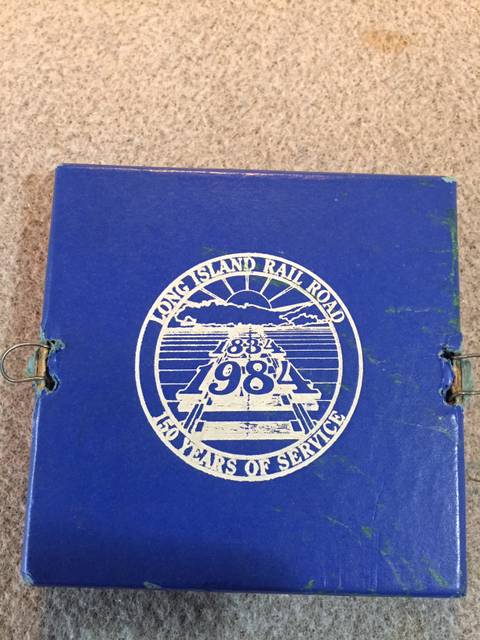 LONG ISLAND RAIL ROAD
1834
1984
150 YEARS OF SERVICE